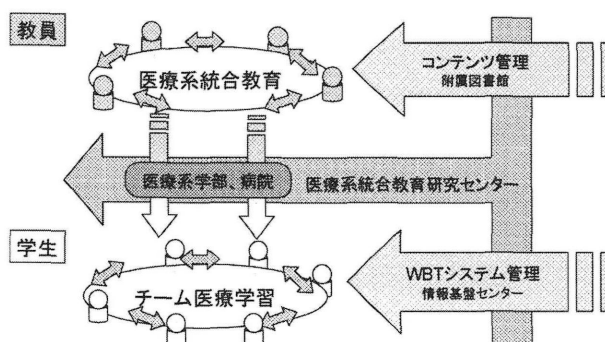 教員
医療系統合教育
コンテンツ管理
附属図書館
医療系学部、病院
医療系統合教育研究センター
学生
チーム医療学習
WBTシステム管理
情報基盤センター